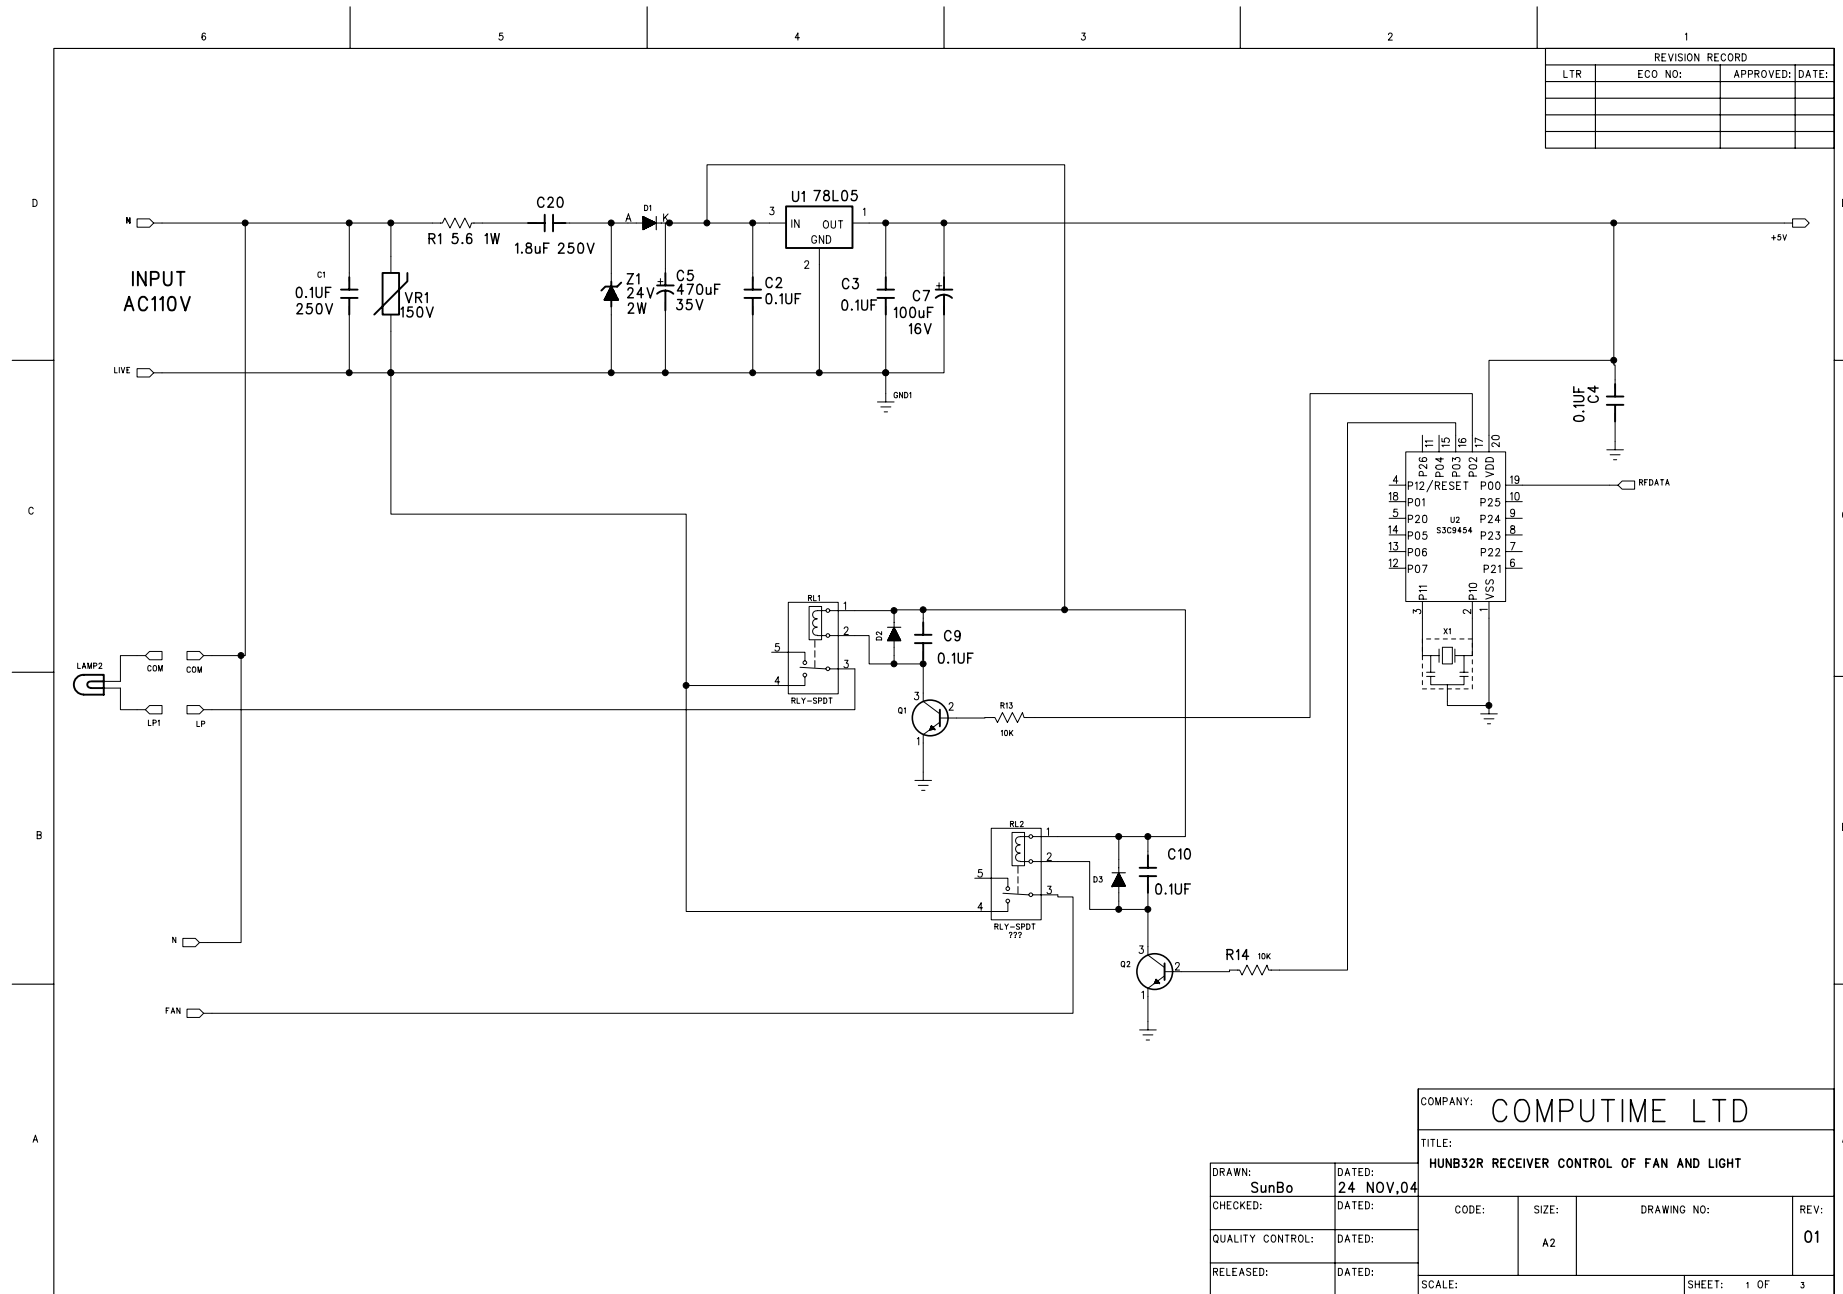 6 5 4 3 2 1
REVISION RECORD
LTR ECO NO: APPROVED: DATE:
D
N
R1 5.6 1W
C20
1.8uF 250V
A D1 K
U1 78L05
3 IN OUT 1
GND
2
+5V
INPUT
AC110V
C1
0.1UF
250V
VR1
150V
Z1
24V
2W
+
C5
470uF
35V
C2
0.1UF
C3
0.1UF
+
C7
100uF
16V
LIVE
GND1
0.1UF
C4
C
11 15 16 17 20
P26 P04 P03 P02 VDD
4 P12/RESET P00 19
RFDATA
18 P01 P25 10
5 P20 P24 9
U2
S3C9454
14 P05 P23 8
13 P06 P22 7
12 P07 P21 6
P11 P10 VSS
3 2 1
X1
RL1
1
2
5
3
4
RLY-SPDT
D2
C9
0.1UF
LAMP2
COM COM
LP1 LP
Q1
3
2
1
R13
10K
B
RL2
1
2
5
3
4
RLY-SPDT
???
D3
C10
0.1UF
Q2
3
2
1
R14 10K
N
FAN
A
COMPANY: COMPUTIME LTD
TITLE:
HUNB32R RECEIVER CONTROL OF FAN AND LIGHT
DRAWN: DATED:
SunBo 24 NOV,04
CHECKED: DATED:
CODE: SIZE: DRAWING NO: REV:
A2 01
QUALITY CONTROL: DATED:
RELEASED: DATED:
SCALE: SHEET: 1 OF 3